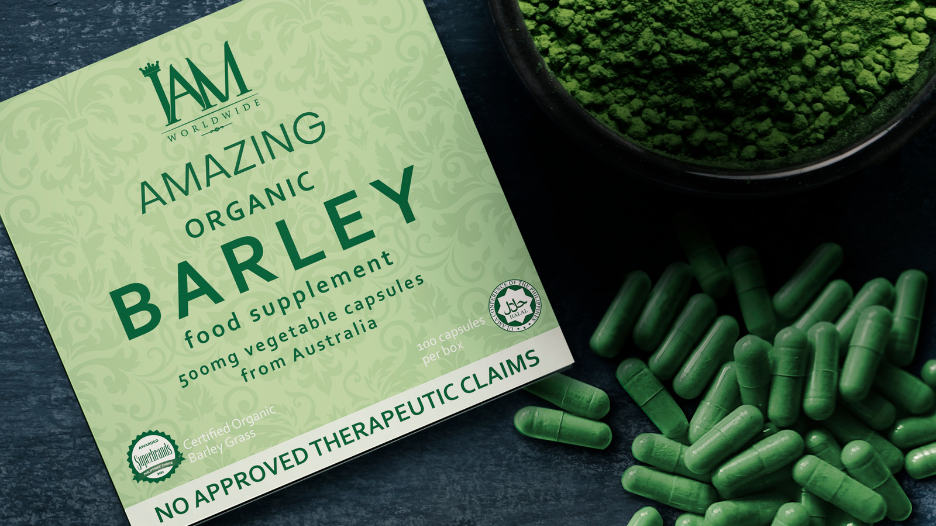 IAM
WORLDWIDE
AMAZING
ORGANIC
BARLEY
food supplement
500mg vegetable capsules
from Australia
100 capsules
per box
حلال
HALAL
Certified Organic
Barley Grass
Superbrands
NO APPROVED THERAPEUTIC CLAIMS